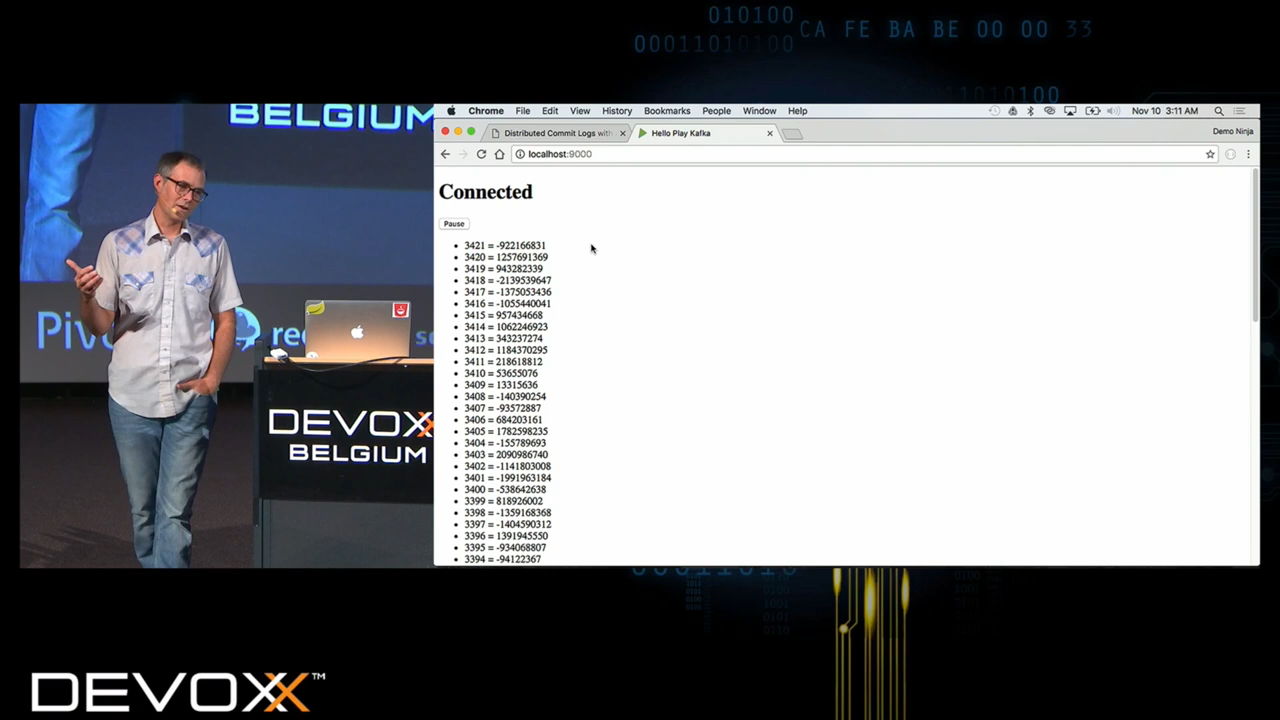 010100
00011010100
CA FE BA BE 00 00 33
11010100
BELGIUM
DEVOXX
BELGIUM
Chrome File Edit View History Bookmarks People Window Help
Nov 10 3:11 AM
Distributed Commit Logs with
Hello Play Kafka
Demo Ninja
localhost:9000
Connected
Pause
• 3421 = -922166831
• 3420 = 1257691369
• 3419 = 943282339
• 3418 = -2139539647
• 3417 = -1375053436
• 3416 = -1055440041
• 3415 = 957434668
• 3414 = 1062246923
• 3413 = 343237274
• 3412 = 1184370295
• 3411 = 218618812
• 3410 = 53655076
• 3409 = 13315636
• 3408 = -140390254
• 3407 = -93572887
• 3406 = 684203161
• 3405 = 1782598235
• 3404 = -155789693
• 3403 = 2090986740
• 3402 = -1141803008
• 3401 = -1991963184
• 3400 = -538642638
• 3399 = 818926002
• 3398 = -1359168368
• 3397 = -1404590312
• 3396 = 1391945550
• 3395 = -934068807
• 3394 = -94122367
DEVOXX™